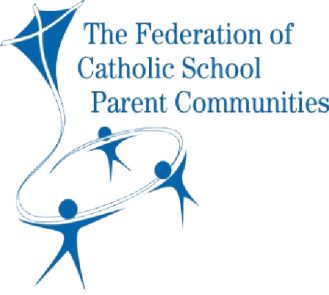 The Federation of
Catholic School
Parent Communities